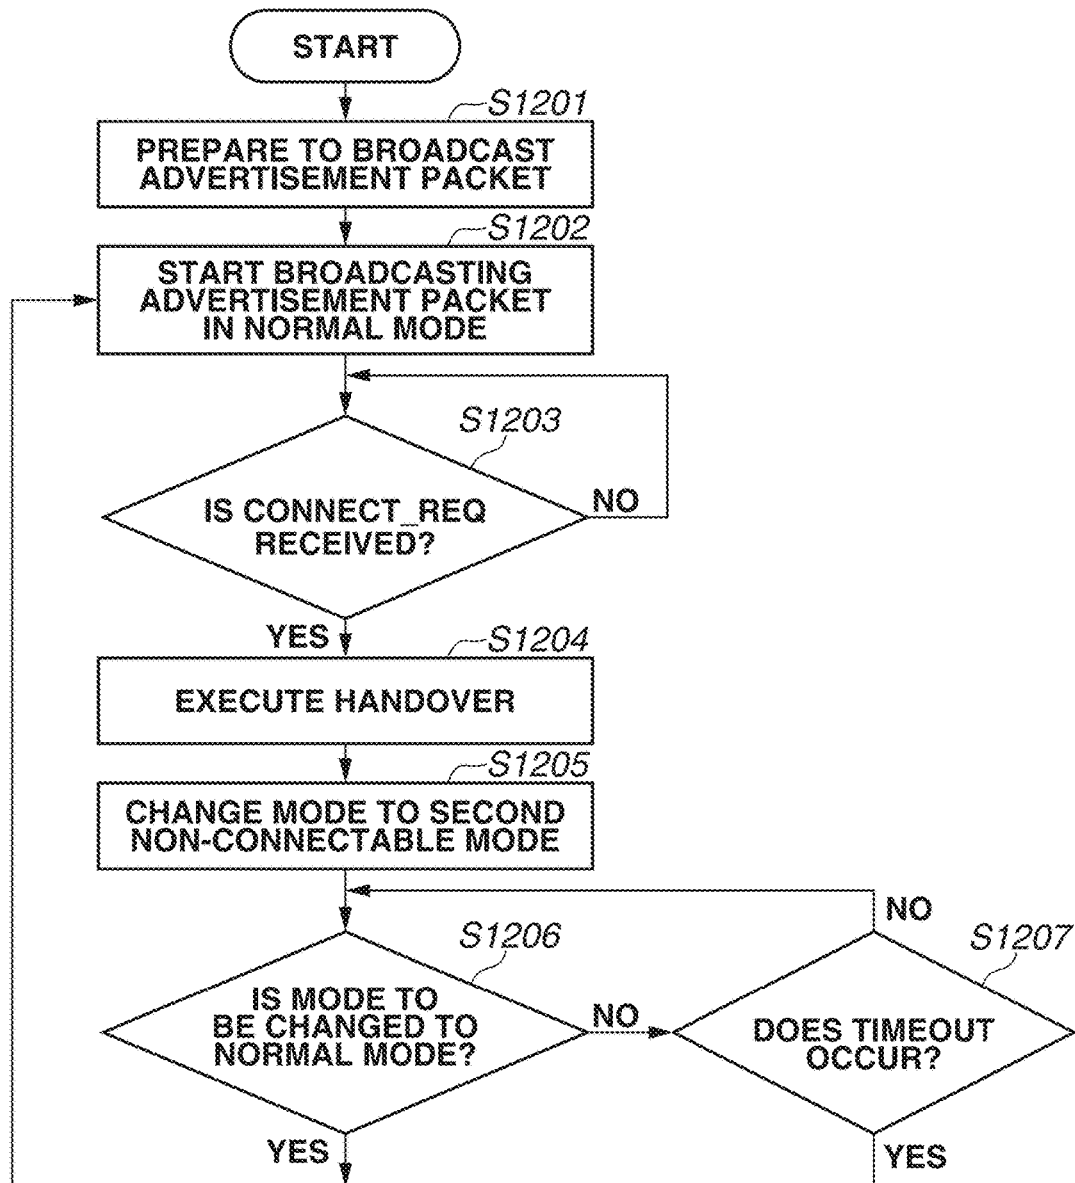 START
S1201
PREPARE TO BROADCAST
ADVERTISEMENT PACKET
S1202
START BROADCASTING
ADVERTISEMENT PACKET
IN NORMAL MODE
S1203
IS CONNECT_REQ
RECEIVED?
NO
YES
S1204
EXECUTE HANDOVER
S1205
CHANGE MODE TO SECOND
NON-CONNECTABLE MODE
S1206
IS MODE TO
BE CHANGED TO
NORMAL MODE?
NO
YES
S1207
DOES TIMEOUT
OCCUR?
NO
YES